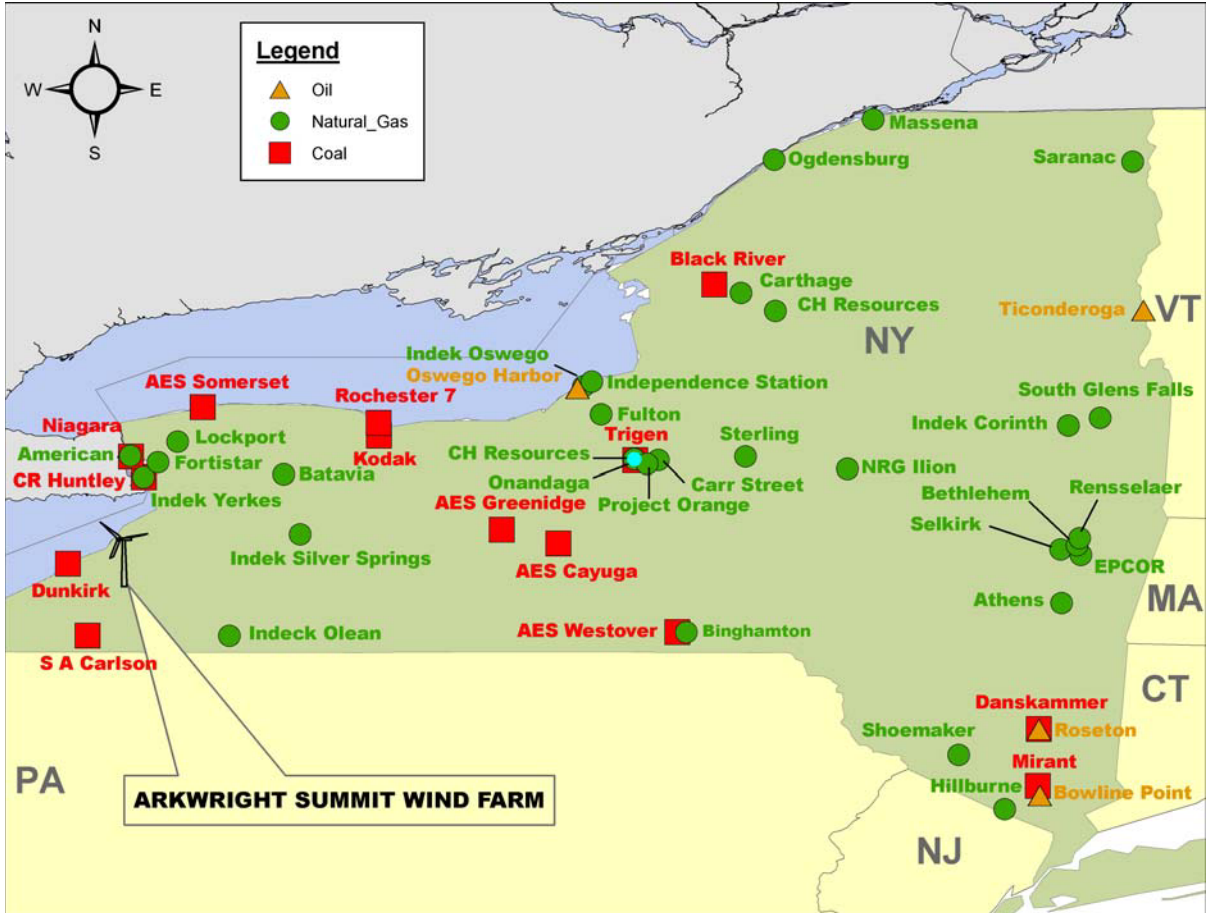 N
W
E
S
Legend
Oil
Natural_Gas
Coal
Massena
Ogdensburg
Saranac
Black River
Carthage
CH Resources
Ticonderoga
VT
NY
Indek Oswego
Oswego Harbor
Independence Station
AES Somerset
Rochester 7
Fulton
South Glens Falls
Indek Corinth
Niagara
Lockport
American
Fortistar
Kodak
Trigen
Sterling
CH Resources
NRG Ilion
CR Huntley
Batavia
Onandaga
Carr Street
Bethlehem
Rensselaer
Indek Yerkes
AES Greenidge
Project Orange
Selkirk
Indek Silver Springs
AES Cayuga
EPCOR
Dunkirk
Athens
MA
Indeck Olean
AES Westover
Binghamton
S A Carlson
CT
Danskammer
Roseton
Shoemaker
Mirant
PA
Hillburne
Bowline Point
ARKWRIGHT SUMMIT WIND FARM
NJ